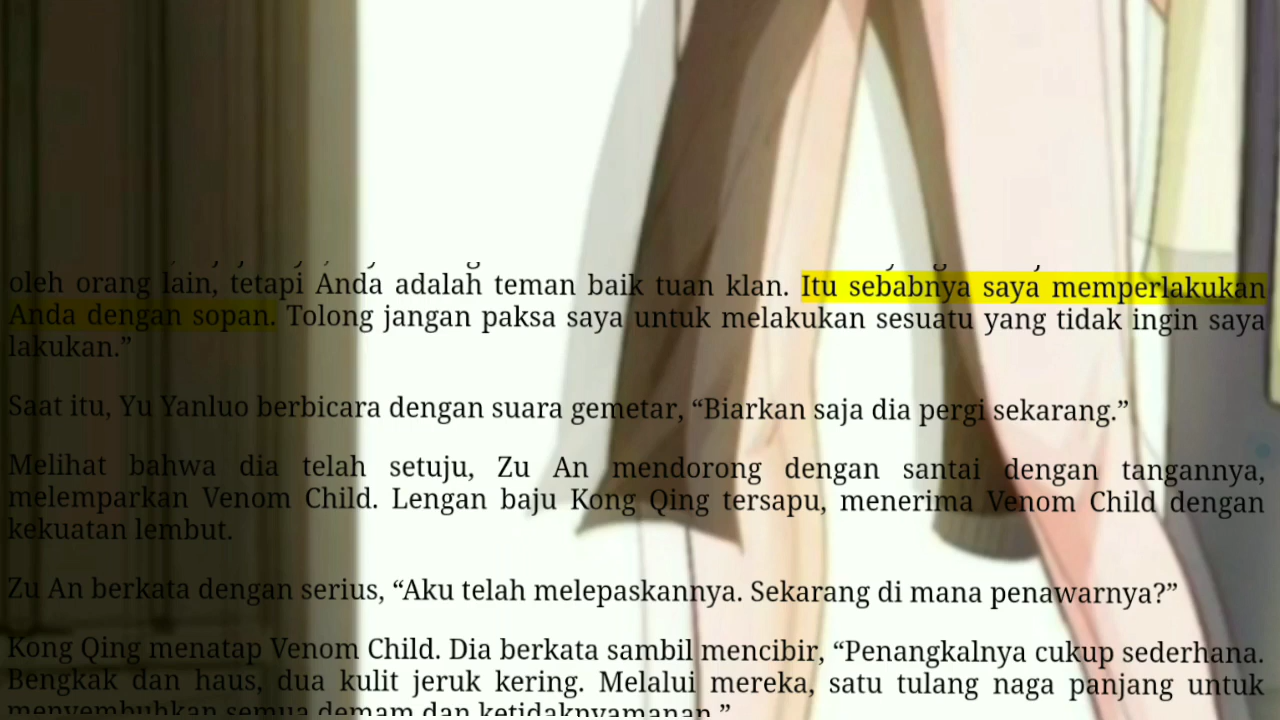 oleh orang lain, tetapi Anda adalah teman baik tuan klan. Itu sebabnya saya memperlakukan
Anda dengan sopan. Tolong jangan paksa saya untuk melakukan sesuatu yang tidak ingin saya
lakukan.”
Saat itu, Yu Yanluo berbicara dengan suara gemetar, “Biarkan saja dia pergi sekarang.”
Melihat bahwa dia telah setuju, Zu An mendorong dengan santai dengan tangannya,
melemparkan Venom Child. Lengan baju Kong Qing tersapu, menerima Venom Child dengan
kekuatan lembut.
Zu An berkata dengan serius, “Aku telah melepaskannya. Sekarang di mana penawarnya?”
Kong Qing menatap Venom Child. Dia berkata sambil mencibir, “Penangkalnya cukup sederhana.
Bengkak dan haus, dua kulit jeruk kering. Melalui mereka, satu tulang naga panjang untuk
menyembuhkan semua demam dan ketidaknyamanan.”